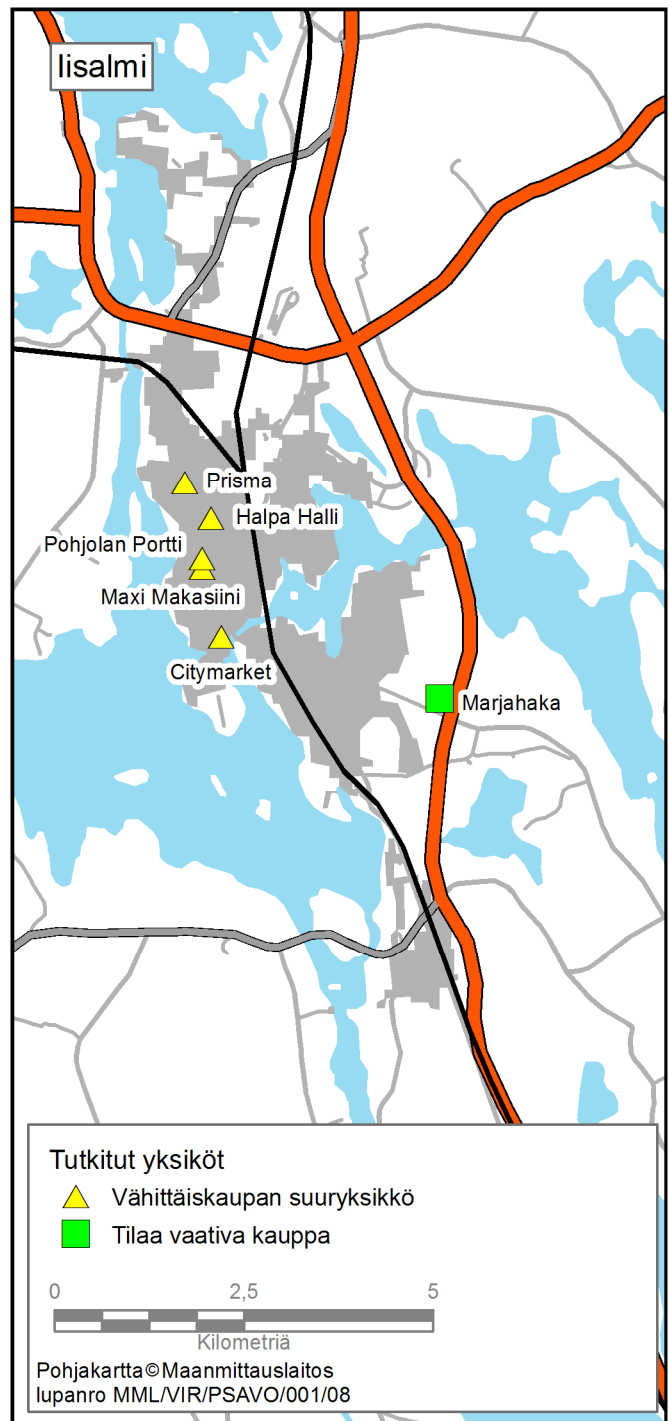 Iisalmi
Prisma
Halpa Halli
Pohjolan Portti
Maxi Makasiini
Citymarket
Marjahaka
Tutkitut yksiköt
Vähittäiskaupan suuryksikkö
Tilaa vaativa kauppa
0 2,5 5
Kilometriä
Pohjakartta©Maanmittauslaitos
lupanro MML/VIR/PSAVO/001/08